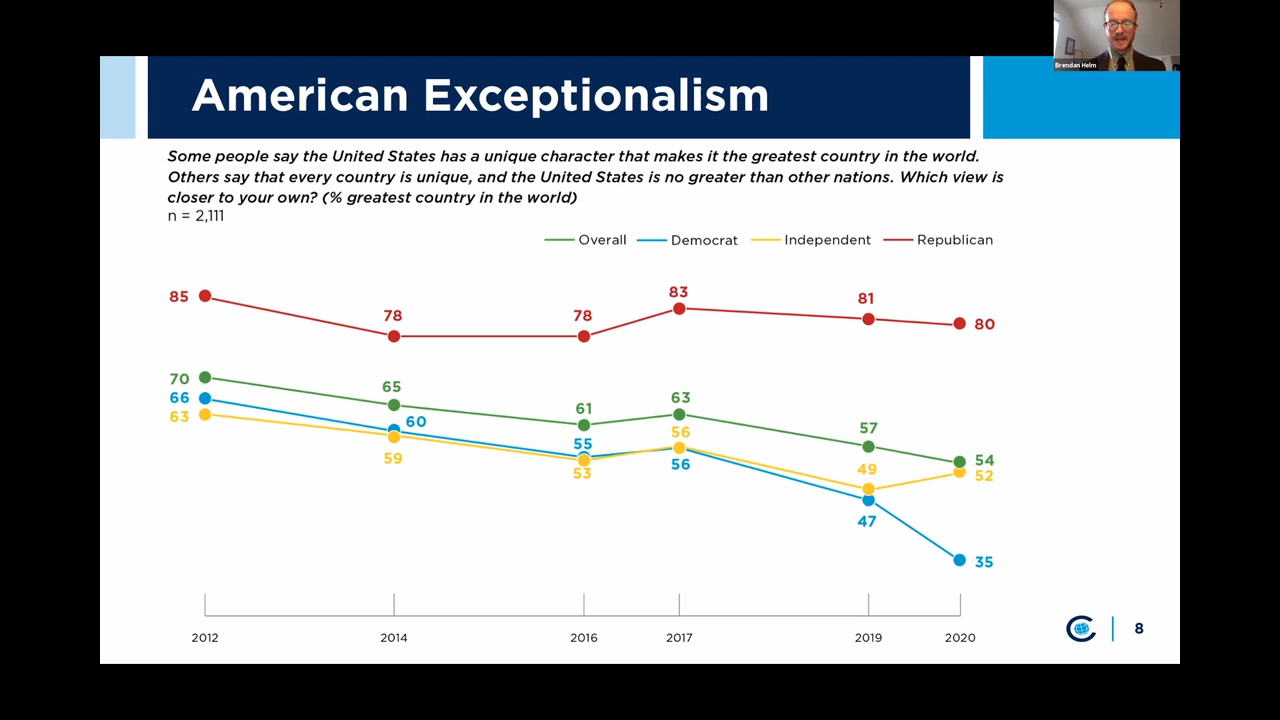 Brendan Helm
American Exceptionalism
Some people say the United States has a unique character that makes it the greatest country in the world.
Others say that every country is unique, and the United States is no greater than other nations. Which view is
closer to your own? (% greatest country in the world)
n = 2,111
Overall Democrat Independent Republican
85 78 78 83 81 80
70 65 61 63 57 54
66 60 55 56 47 35
63 59 53 56 49 52
2012 2014 2016 2017 2019 2020
8